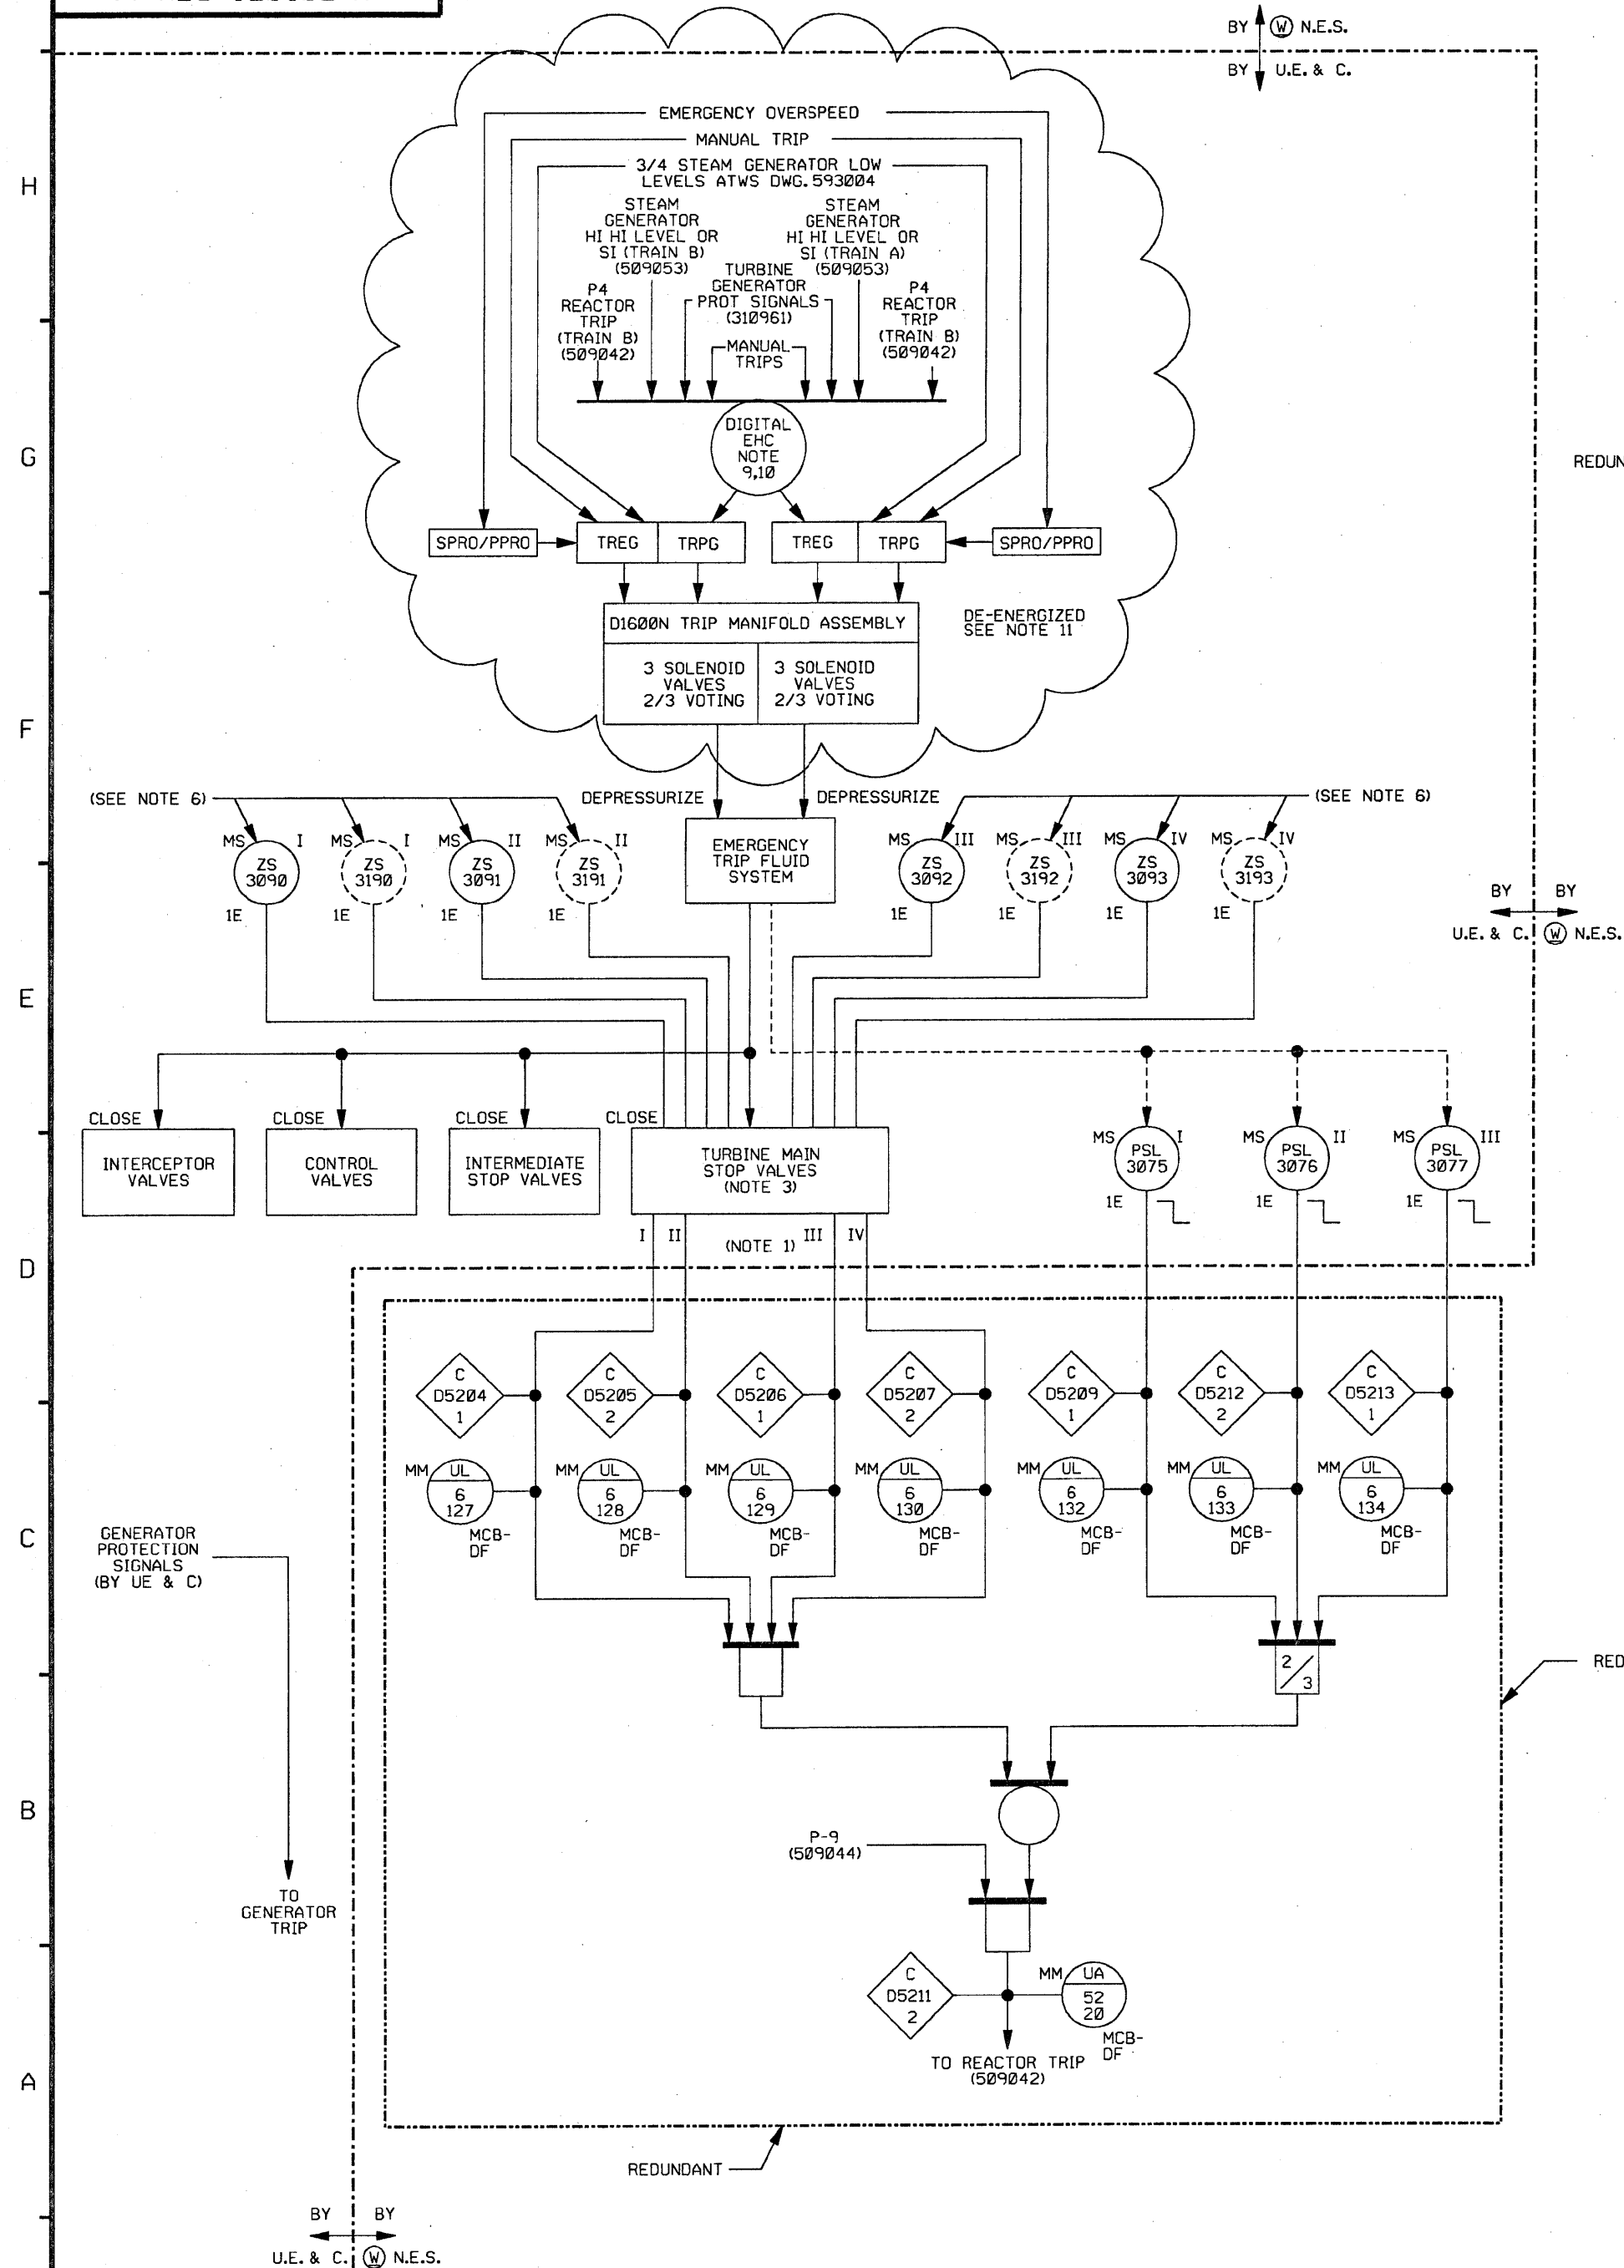 BY Ⓦ N.E.S.
BY U.E. & C.
EMERGENCY OVERSPEED
MANUAL TRIP
3/4 STEAM GENERATOR LOW
LEVELS ATWS DWG.593004
H
STEAM
GENERATOR
HI HI LEVEL OR
SI (TRAIN B)
(509053)
STEAM
GENERATOR
HI HI LEVEL OR
SI (TRAIN A)
(509053)
TURBINE
GENERATOR
PROT SIGNALS
(310961)
P4
REACTOR
TRIP
(TRAIN B)
(509042)
P4
REACTOR
TRIP
(TRAIN B)
(509042)
MANUAL
TRIPS
G
DIGITAL
EHC
NOTE
9,10
REDUN
SPRO/PPRO
TREG
TRPG
TREG
TRPG
SPRO/PPRO
D1600N TRIP MANIFOLD ASSEMBLY
DE-ENERGIZED
SEE NOTE 11
3 SOLENOID
VALVES
2/3 VOTING
3 SOLENOID
VALVES
2/3 VOTING
F
(SEE NOTE 6)
DEPRESSURIZE
DEPRESSURIZE
(SEE NOTE 6)
MS I
ZS
3090
1E
MS I
ZS
3190
1E
MS II
ZS
3091
1E
MS II
ZS
3191
1E
EMERGENCY
TRIP FLUID
SYSTEM
MS III
ZS
3092
1E
MS III
ZS
3192
1E
MS IV
ZS
3093
1E
MS IV
ZS
3193
1E
BY BY
U.E. & C. Ⓦ N.E.S.
E
CLOSE
INTERCEPTOR
VALVES
CLOSE
CONTROL
VALVES
CLOSE
INTERMEDIATE
STOP VALVES
CLOSE
TURBINE MAIN
STOP VALVES
(NOTE 3)
MS I
PSL
3075
1E
MS II
PSL
3076
1E
MS III
PSL
3077
1E
I II (NOTE 1) III IV
D
C
D5204
1
C
D5205
2
C
D5206
1
C
D5207
2
C
D5209
1
C
D5212
2
C
D5213
1
MM UL
6
127
MCB-
DF
MM UL
6
128
MCB-
DF
MM UL
6
129
MCB-
DF
MM UL
6
130
MCB-
DF
MM UL
6
132
MCB-
DF
MM UL
6
133
MCB-
DF
MM UL
6
134
MCB-
DF
C
GENERATOR
PROTECTION
SIGNALS
(BY UE & C)
2/3
RED
B
P-9
(509044)
TO
GENERATOR
TRIP
C
D5211
2
MM UA
52
20
MCB-
DF
TO REACTOR TRIP
(509042)
A
REDUNDANT
BY BY
U.E. & C. Ⓦ N.E.S.